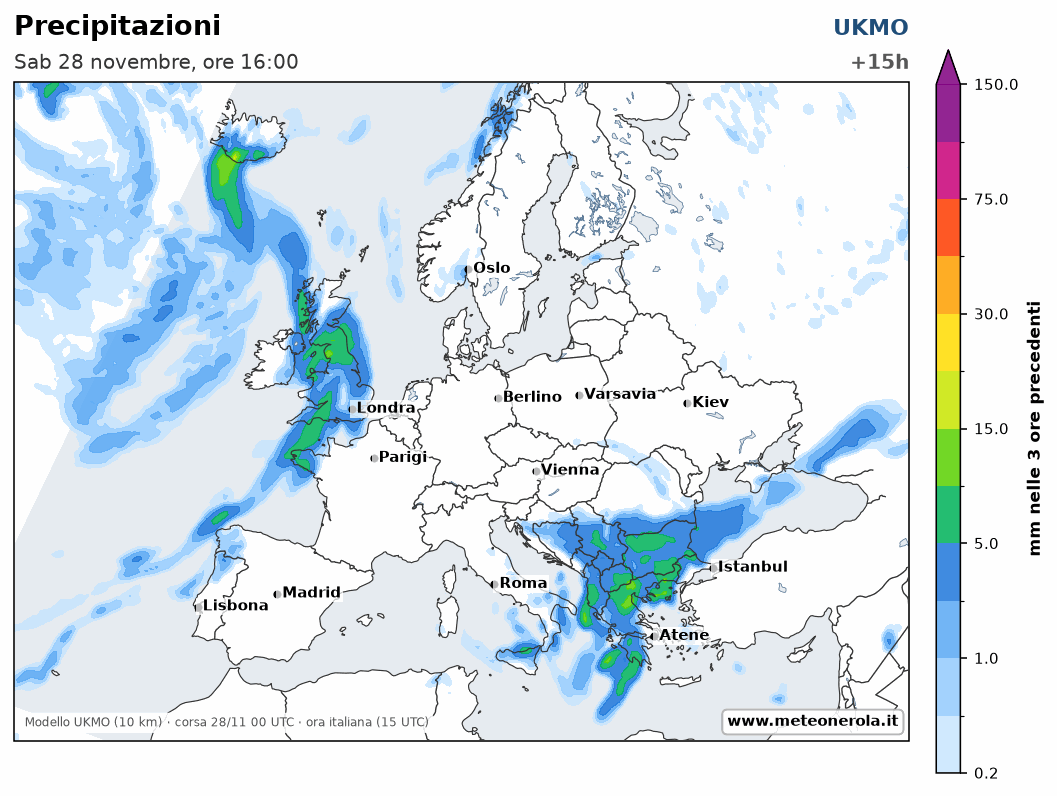 Precipitazioni
UKMO
Sab 28 novembre, ore 16:00
+15h
150.0
75.0
30.0
15.0
5.0
1.0
0.2
mm nelle 3 ore precedenti
Oslo
Berlino
Varsavia
Kiev
Londra
Parigi
Vienna
Istanbul
Roma
Madrid
Lisbona
Atene
Modello UKMO (10 km) · corsa 28/11 00 UTC · ora italiana (15 UTC)
www.meteonerola.it